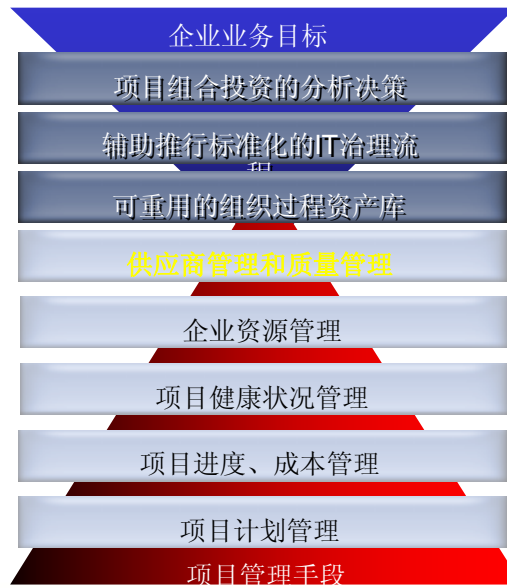 企业业务目标
项目组合投资的分析决策
辅助推行标准化的IT治理流
程
可重用的组织过程资产库
供应商管理和质量管理
企业资源管理
项目健康状况管理
项目进度、成本管理
项目计划管理
项目管理手段